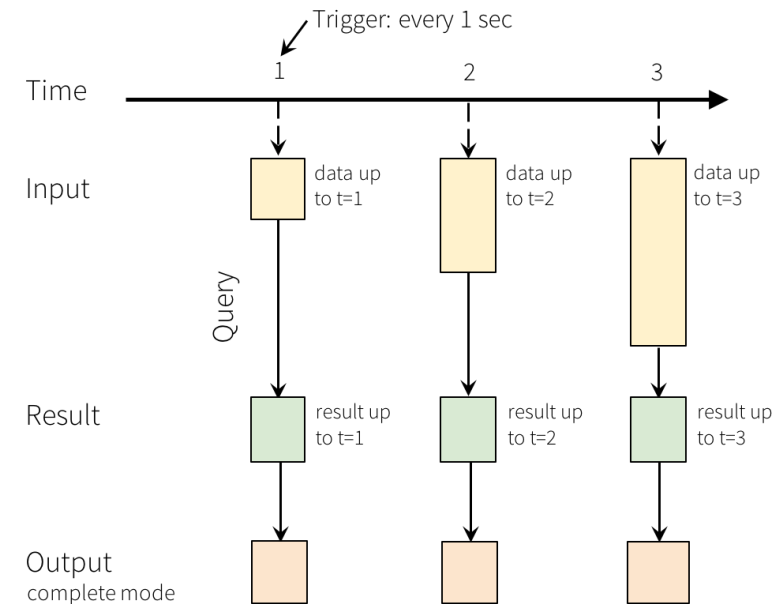 Trigger: every 1 sec
1
2
3
Time
Input
data up
to t=1
data up
to t=2
data up
to t=3
Query
Result
result up
to t=1
result up
to t=2
result up
to t=3
Output
complete mode